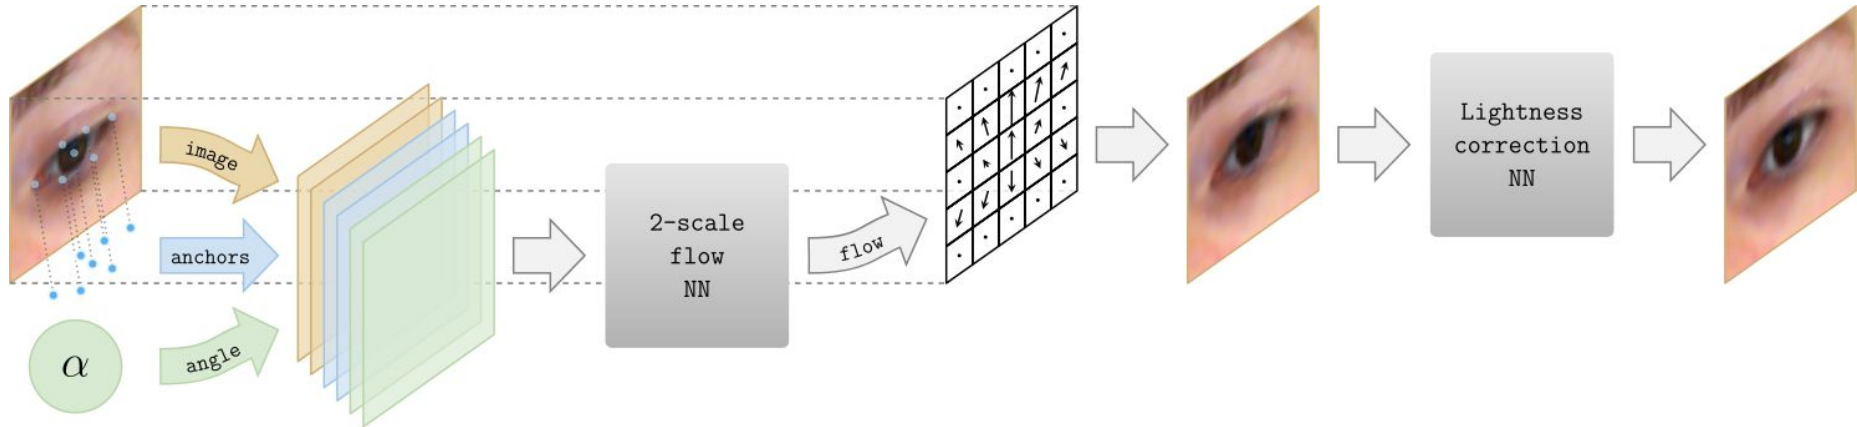 image
anchors
α
angle
2-scale
flow
NN
flow
Lightness
correction
NN